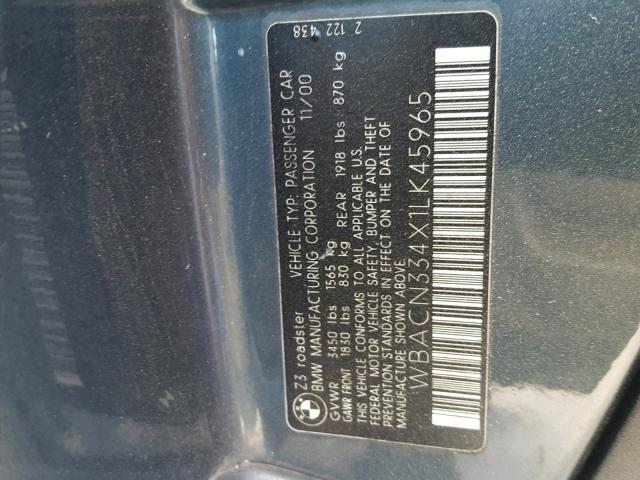 Z3 roadster VEHICLE TYP: PASSENGER CAR
BMW MANUFACTURING CORPORATION 11/00
GVWR 3450 lbs 1565 kg
GAWR FRONT 1830 lbs 830 kg REAR 1918 lbs 870 kg
THIS VEHICLE CONFORMS TO ALL APPLICABLE U.S.
FEDERAL MOTOR VEHICLE SAFETY, BUMPER AND THEFT
PREVENTION STANDARDS IN EFFECT ON THE DATE OF
MANUFACTURE SHOWN ABOVE.
WBACN334X1LK45965
2 122 438